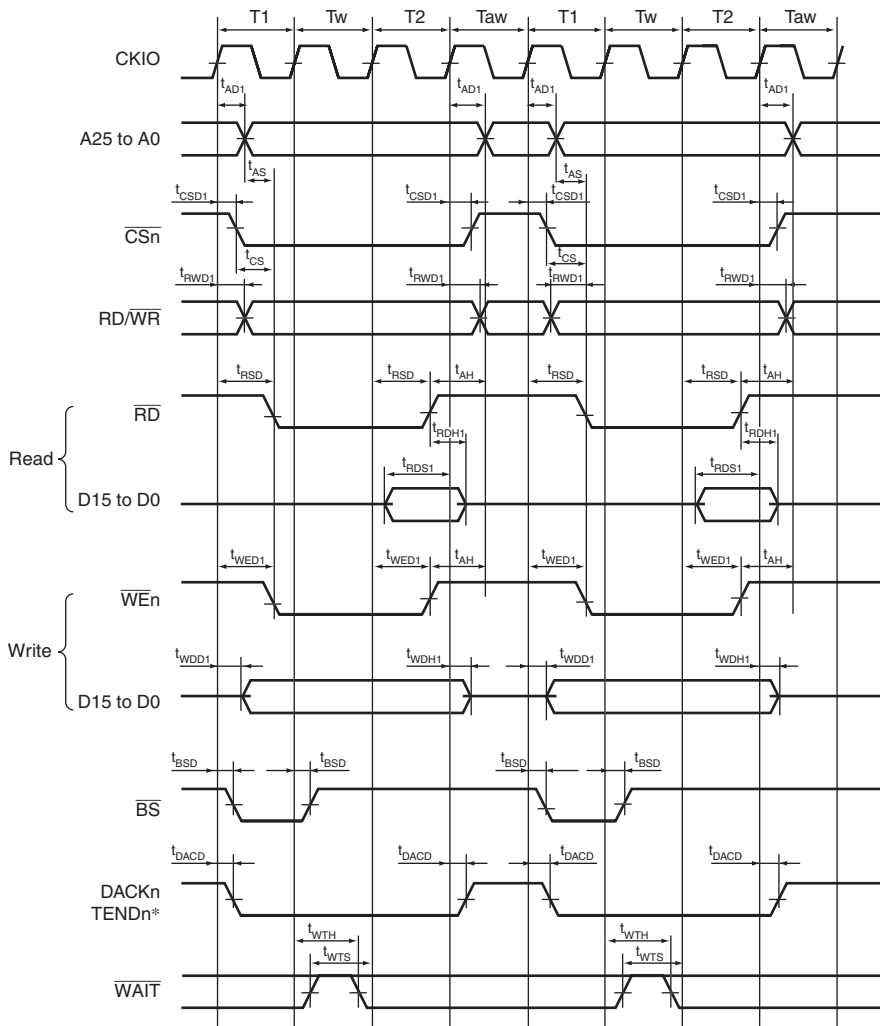 T1 Tw T2 Taw T1 Tw T2 Taw
CKIO
tAD1 tAD1 tAD1 tAD1
A25 to A0
tAS tAS
tCSD1 tCSD1 tCSD1 tCSD1
CSn
tCS tCS
tRWD1 tRWD1 tRWD1 tRWD1
RD/WR
tRSD tRSD tAH tRSD tRSD tAH
RD
tRDH1 tRDH1
Read
tRDS1 tRDS1
D15 to D0
tWED1 tWED1 tAH tWED1 tWED1 tAH
WEn
Write
tWDD1 tWDH1 tWDD1 tWDH1
D15 to D0
tBSD tBSD tBSD tBSD
BS
tDACD tDACD tDACD tDACD
DACKn
TENDn*
tWTH tWTH
tWTS tWTS
WAIT